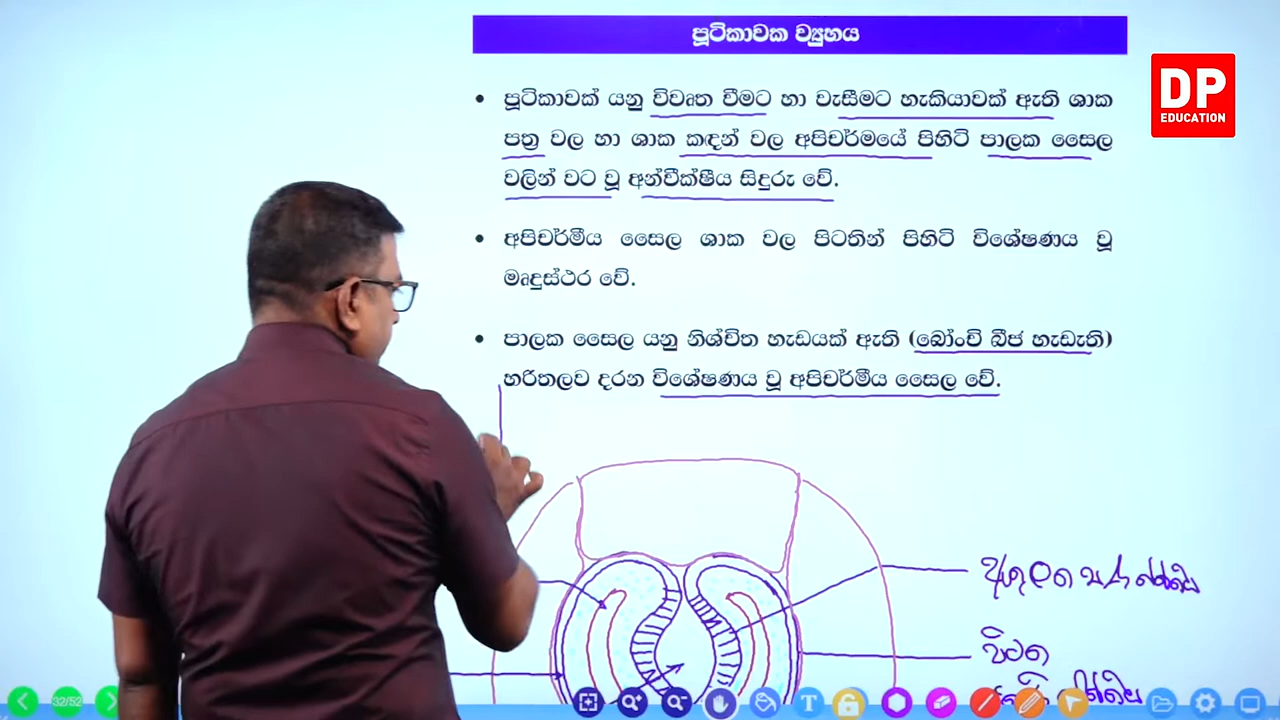 පූටිකාවක ව්‍යුහය
DP
EDUCATION
• පූටිකාවක් යනු විවෘත වීමට හා වැසීමට හැකියාවක් ඇති ශාක
පත්‍ර වල හා ශාක කඳන් වල අපිචර්මයේ පිහිටි පාලක සෛල
වලින් වට වූ අන්වීක්ෂීය සිදුරු වේ.
• අපිචර්මීය සෛල ශාක වල පිටතින් පිහිටි විශේෂණය වූ
මෘදුස්ථර වේ.
• පාලක සෛල යනු නිශ්චිත හැඩයක් ඇති (බෝංචි බීජ හැඩැති)
හරිතලව දරන විශේෂණය වූ අපිචර්මීය සෛල වේ.
පිටත
32/52